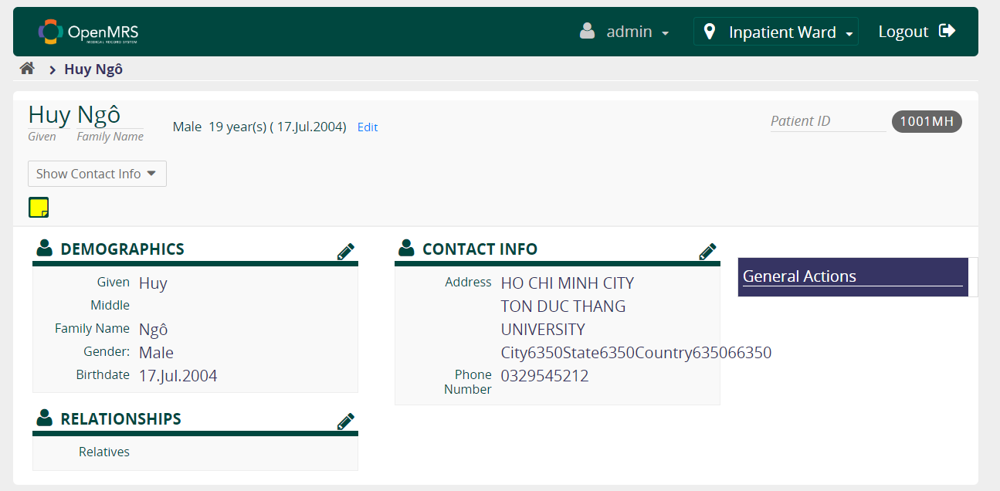 OpenMRS
MEDICAL RECORD SYSTEM
admin
Inpatient Ward
Logout
Huy Ngô
Huy Ngô
Given Family Name
Male 19 year(s) ( 17.Jul.2004) Edit
Patient ID 1001MH
Show Contact Info
DEMOGRAPHICS
Given Huy
Middle
Family Name Ngô
Gender: Male
Birthdate 17.Jul.2004
RELATIONSHIPS
Relatives
CONTACT INFO
Address HO CHI MINH CITY
TON DUC THANG
UNIVERSITY
City6350State6350Country635066350
Phone 0329545212
Number
General Actions